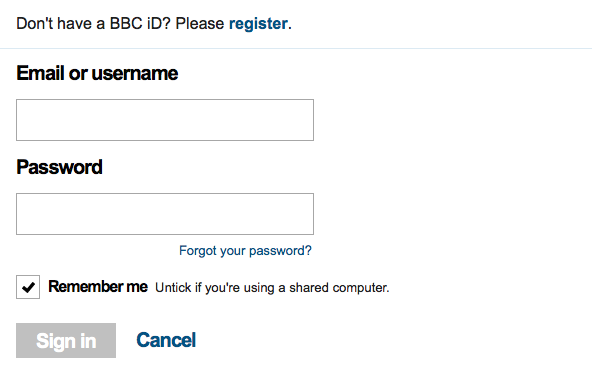 Don't have a BBC iD? Please register.
Email or username
Password
Forgot your password?
Remember me Untick if you're using a shared computer.
Sign in Cancel